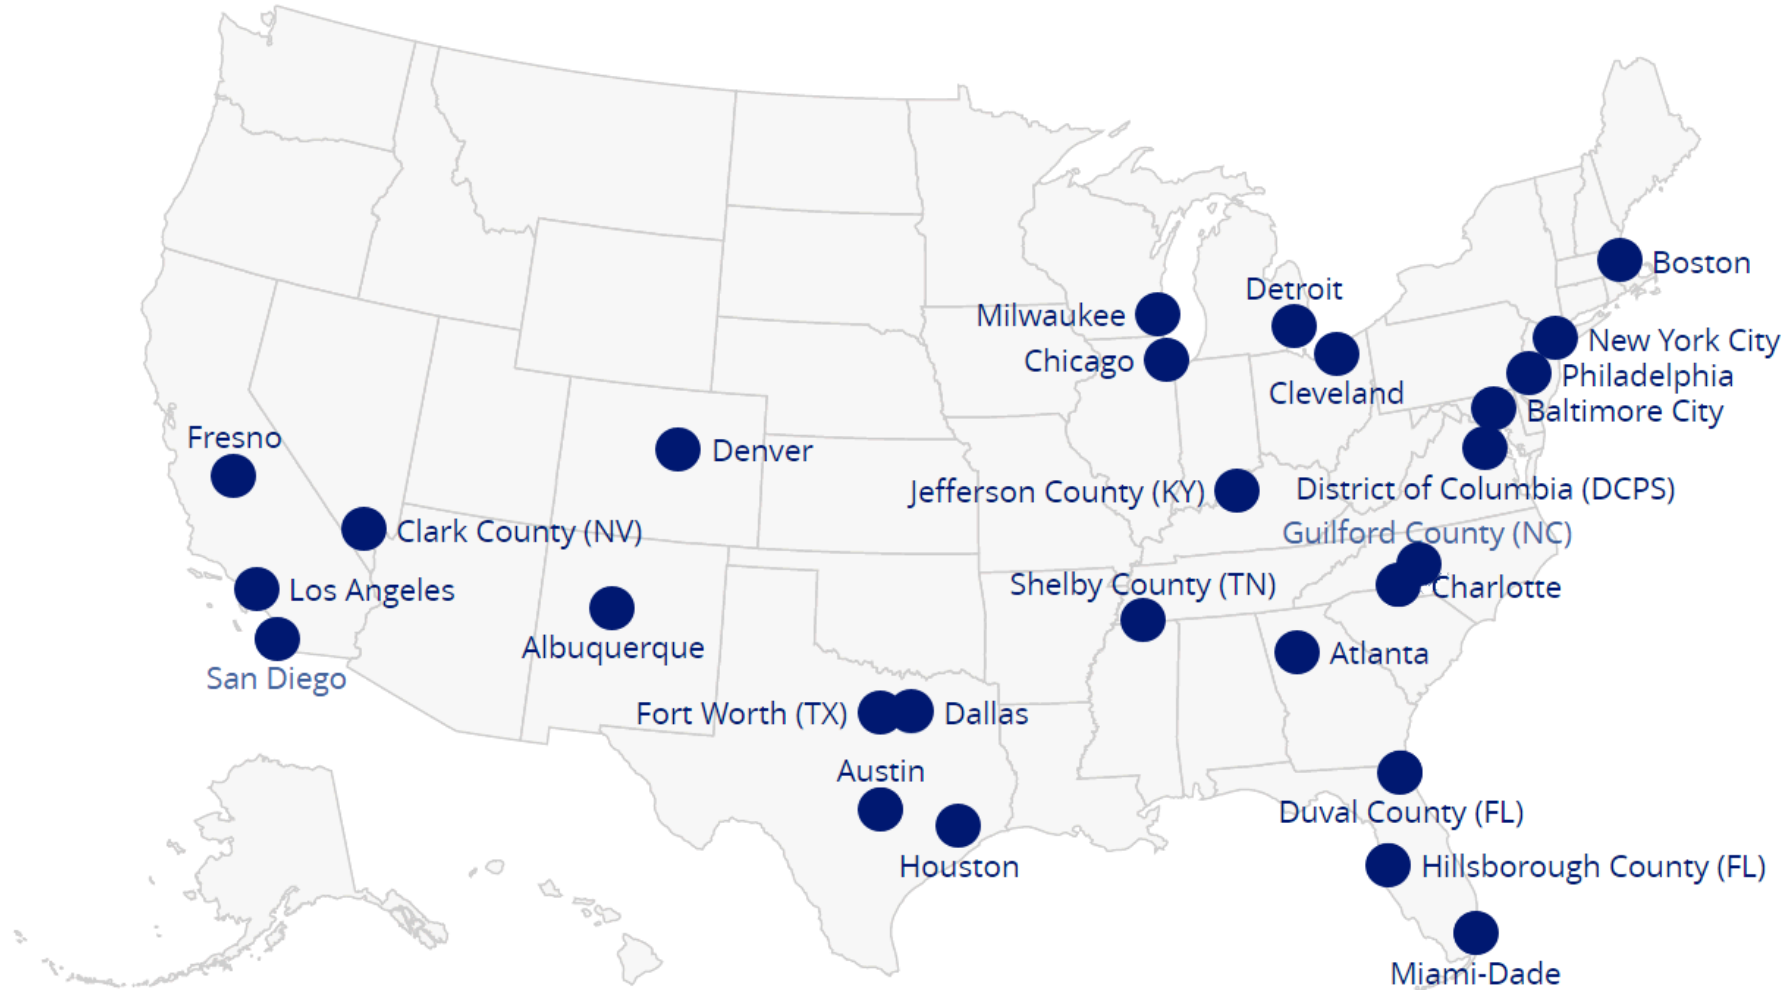 Boston
Detroit
Milwaukee
New York City
Chicago
Philadelphia
Cleveland
Baltimore City
Fresno
Denver
Jefferson County (KY)
District of Columbia (DCPS)
Clark County (NV)
Guilford County (NC)
Los Angeles
Shelby County (TN)
Charlotte
Albuquerque
Atlanta
San Diego
Fort Worth (TX)
Dallas
Austin
Duval County (FL)
Houston
Hillsborough County (FL)
Miami-Dade